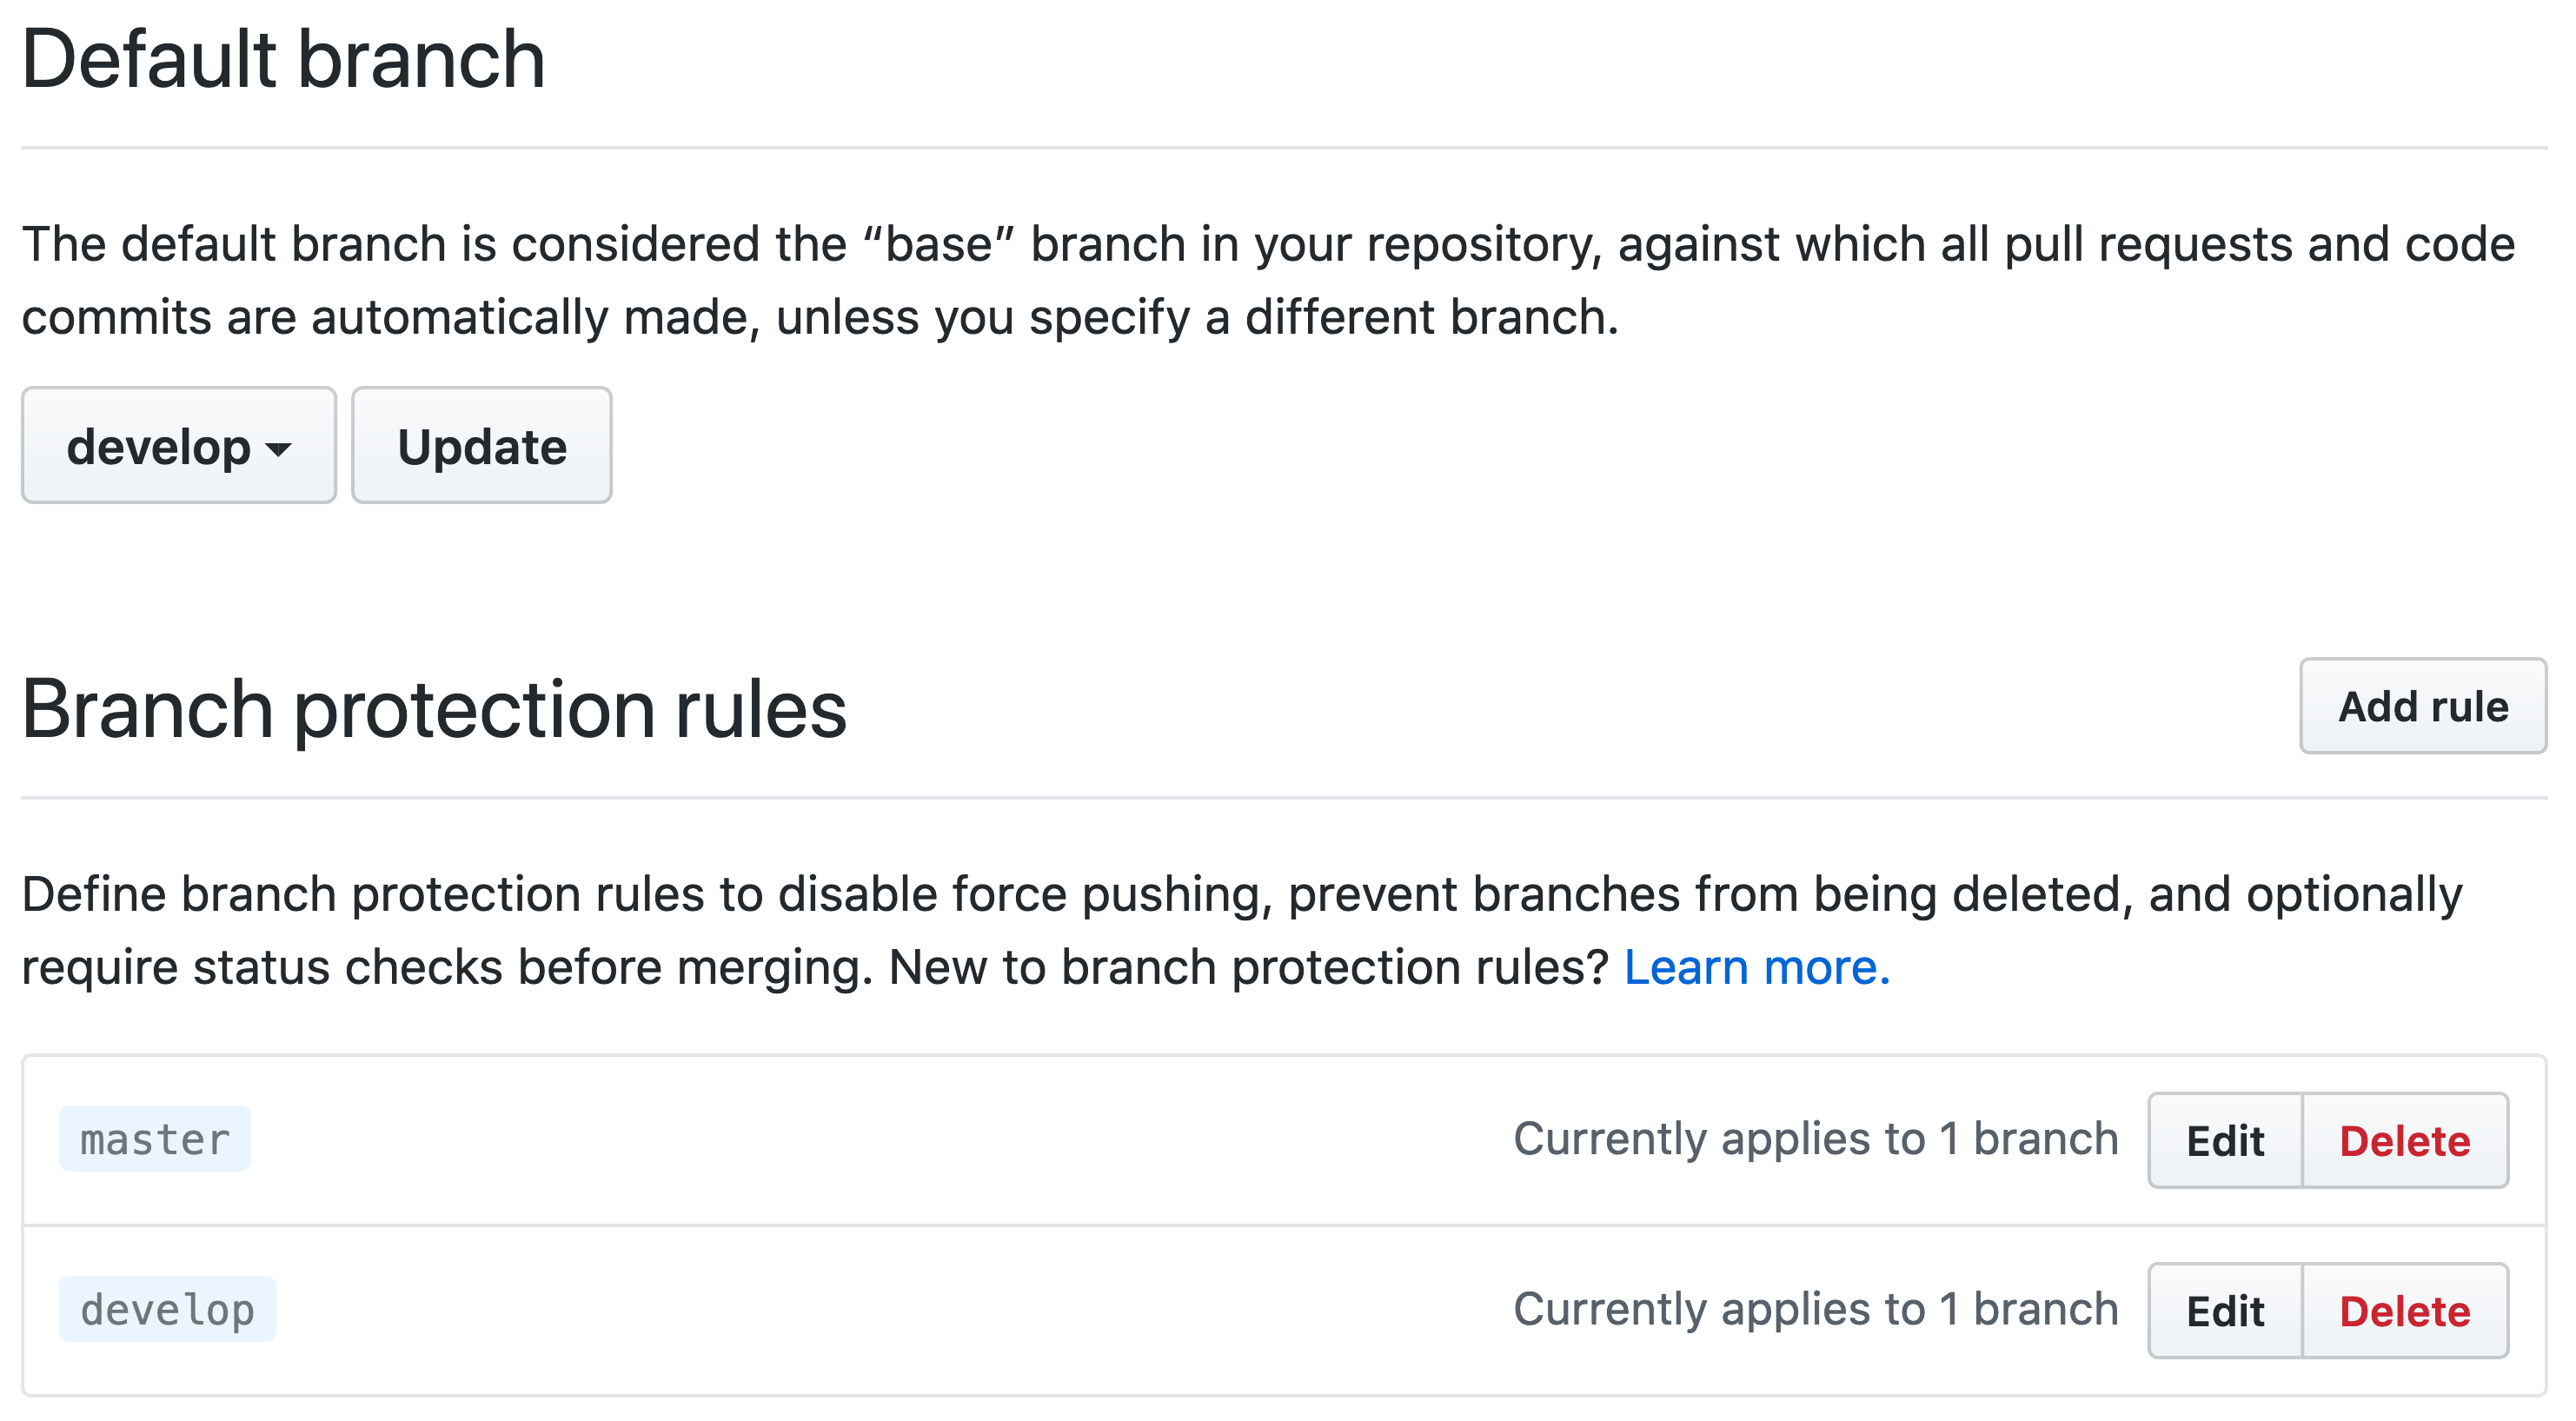 Default branch
The default branch is considered the “base” branch in your repository, against which all pull requests and code
commits are automatically made, unless you specify a different branch.
develop Update
Branch protection rules Add rule
Define branch protection rules to disable force pushing, prevent branches from being deleted, and optionally
require status checks before merging. New to branch protection rules? Learn more.
master Currently applies to 1 branch Edit Delete
develop Currently applies to 1 branch Edit Delete